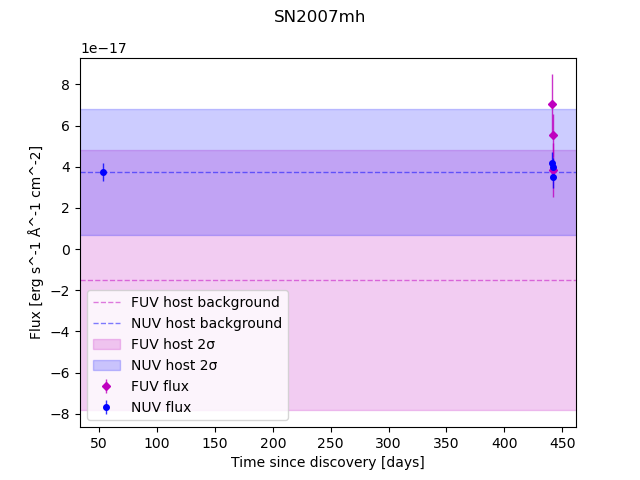 SN2007mh
1e−17
8
6
4
2
0
−2
−4
−6
−8
Flux [erg s^-1 Å^-1 cm^-2]
FUV host background
NUV host background
FUV host 2σ
NUV host 2σ
FUV flux
NUV flux
50 100 150 200 250 300 350 400 450
Time since discovery [days]